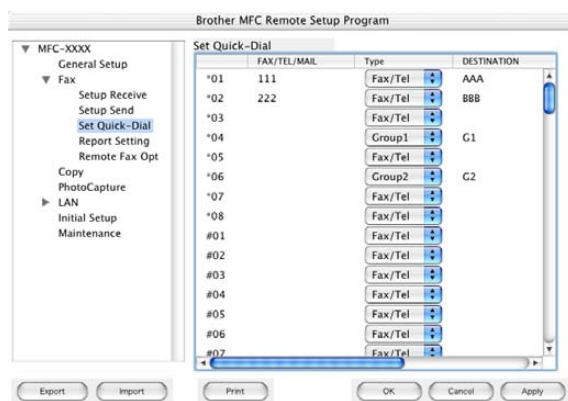 Brother MFC Remote Setup Program
MFC-XXXX
General Setup
Fax
Setup Receive
Setup Send
Set Quick-Dial
Report Setting
Remote Fax Opt
Copy
PhotoCapture
LAN
Initial Setup
Maintenance
Set Quick-Dial
FAX/TEL/MAIL Type DESTINATION
*01 111 Fax/Tel AAA
*02 222 Fax/Tel BBB
*03 Fax/Tel
*04 Group1 G1
*05 Fax/Tel
*06 Group2 G2
*07 Fax/Tel
*08 Fax/Tel
#01 Fax/Tel
#02 Fax/Tel
#03 Fax/Tel
#04 Fax/Tel
#05 Fax/Tel
#06 Fax/Tel
#07 Fax/Tel
Export Import Print OK Cancel Apply